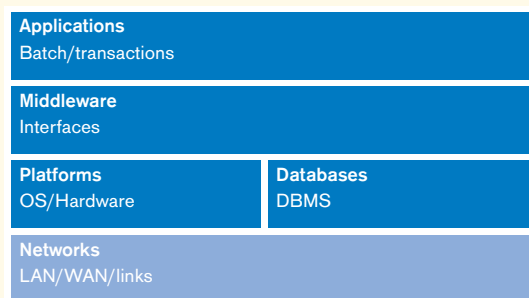 Applications
Batch/transactions
Middleware
Interfaces
Platforms
OS/Hardware
Databases
DBMS
Networks
LAN/WAN/links